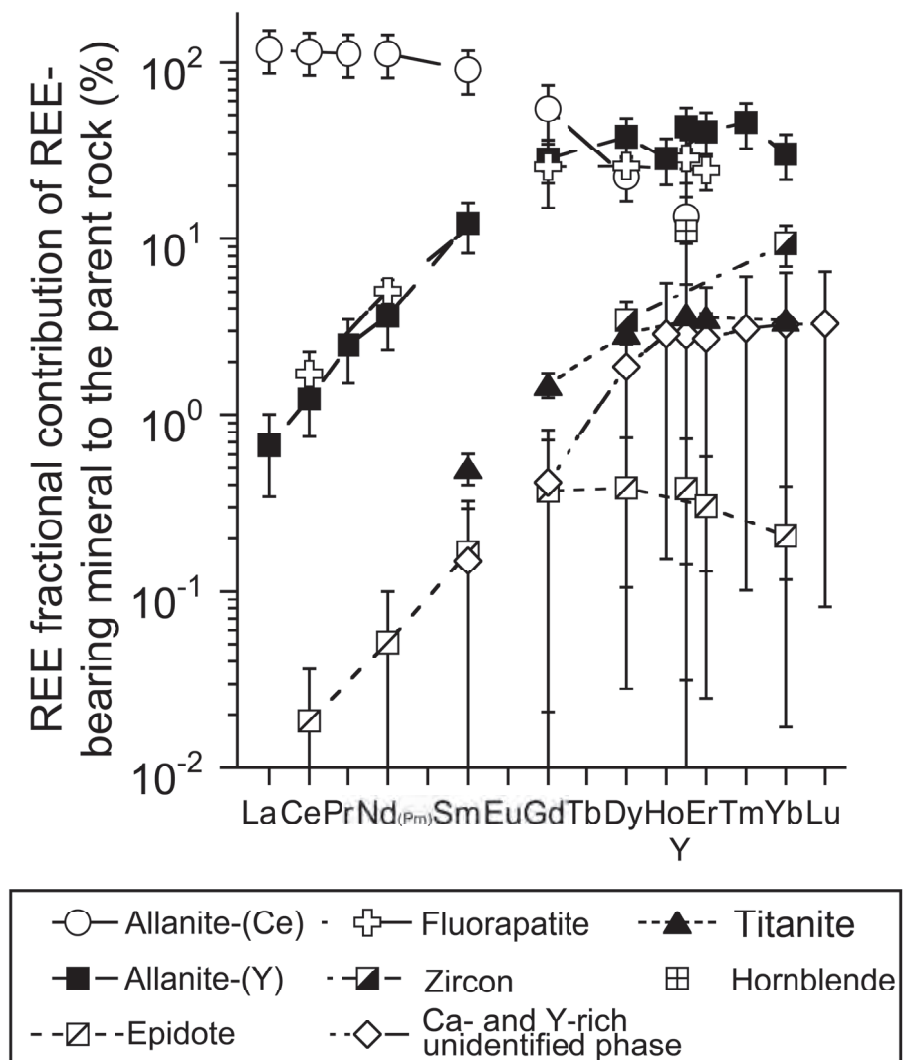 REE fractional contribution of REE-
bearing mineral to the parent rock (%)
10²
10¹
10⁰
10⁻¹
10⁻²
La Ce Pr Nd (Pm) Sm Eu Gd Tb Dy Ho Er Tm Yb Lu
Y
Allanite-(Ce) Fluorapatite Titanite
Allanite-(Y) Zircon Hornblende
Epidote Ca- and Y-rich
unidentified phase